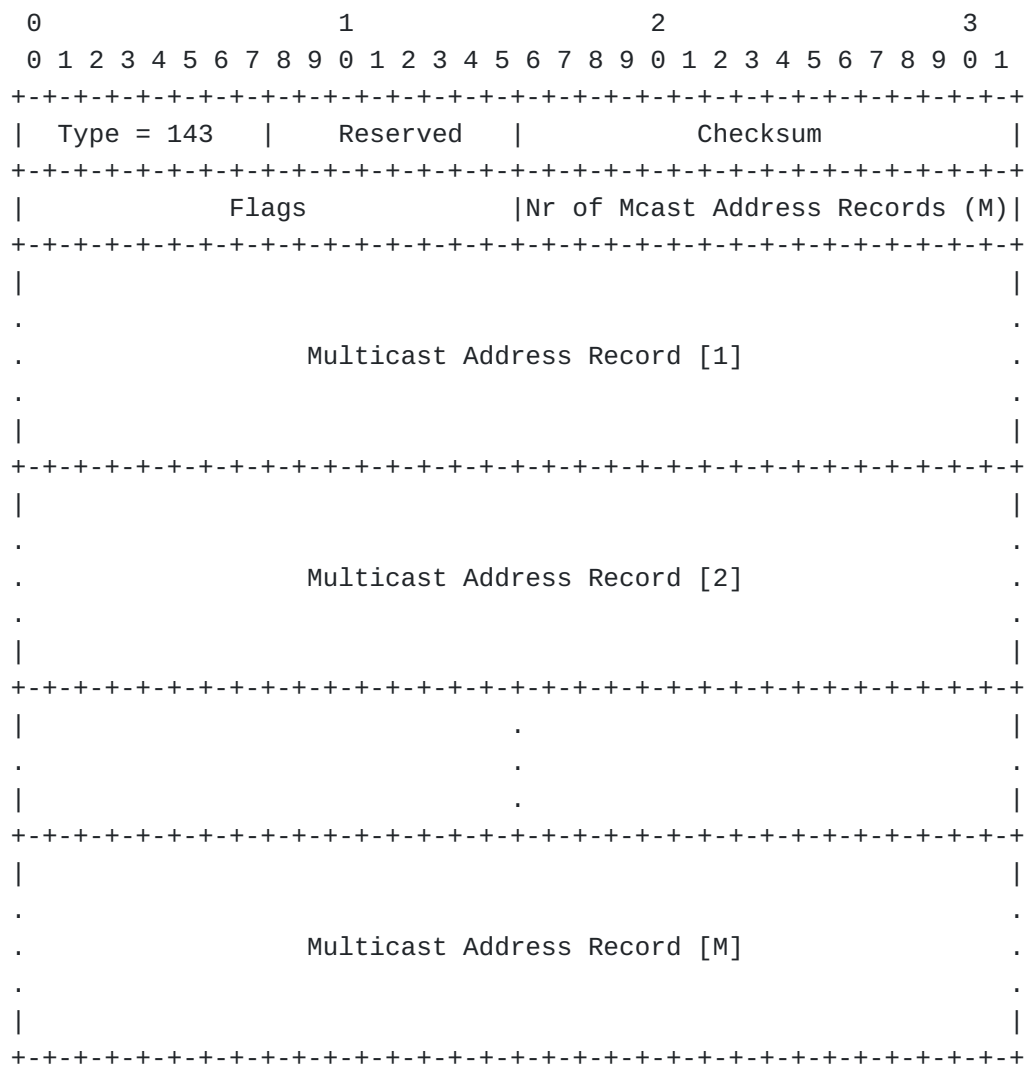 0                   1                   2                   3
 0 1 2 3 4 5 6 7 8 9 0 1 2 3 4 5 6 7 8 9 0 1 2 3 4 5 6 7 8 9 0 1
+-+-+-+-+-+-+-+-+-+-+-+-+-+-+-+-+-+-+-+-+-+-+-+-+-+-+-+-+-+-+-+-+
|  Type = 143   |    Reserved   |           Checksum            |
+-+-+-+-+-+-+-+-+-+-+-+-+-+-+-+-+-+-+-+-+-+-+-+-+-+-+-+-+-+-+-+-+
|             Flags             |Nr of Mcast Address Records (M)|
+-+-+-+-+-+-+-+-+-+-+-+-+-+-+-+-+-+-+-+-+-+-+-+-+-+-+-+-+-+-+-+-+
|                                                               |
.                                                               .
.                  Multicast Address Record [1]                 .
.                                                               .
|                                                               |
+-+-+-+-+-+-+-+-+-+-+-+-+-+-+-+-+-+-+-+-+-+-+-+-+-+-+-+-+-+-+-+-+
|                                                               |
.                                                               .
.                  Multicast Address Record [2]                 .
.                                                               .
|                                                               |
+-+-+-+-+-+-+-+-+-+-+-+-+-+-+-+-+-+-+-+-+-+-+-+-+-+-+-+-+-+-+-+-+
|                               .                               |
.                               .                               .
|                               .                               |
+-+-+-+-+-+-+-+-+-+-+-+-+-+-+-+-+-+-+-+-+-+-+-+-+-+-+-+-+-+-+-+-+
|                                                               |
.                                                               .
.                  Multicast Address Record [M]                 .
.                                                               .
|                                                               |
+-+-+-+-+-+-+-+-+-+-+-+-+-+-+-+-+-+-+-+-+-+-+-+-+-+-+-+-+-+-+-+-+